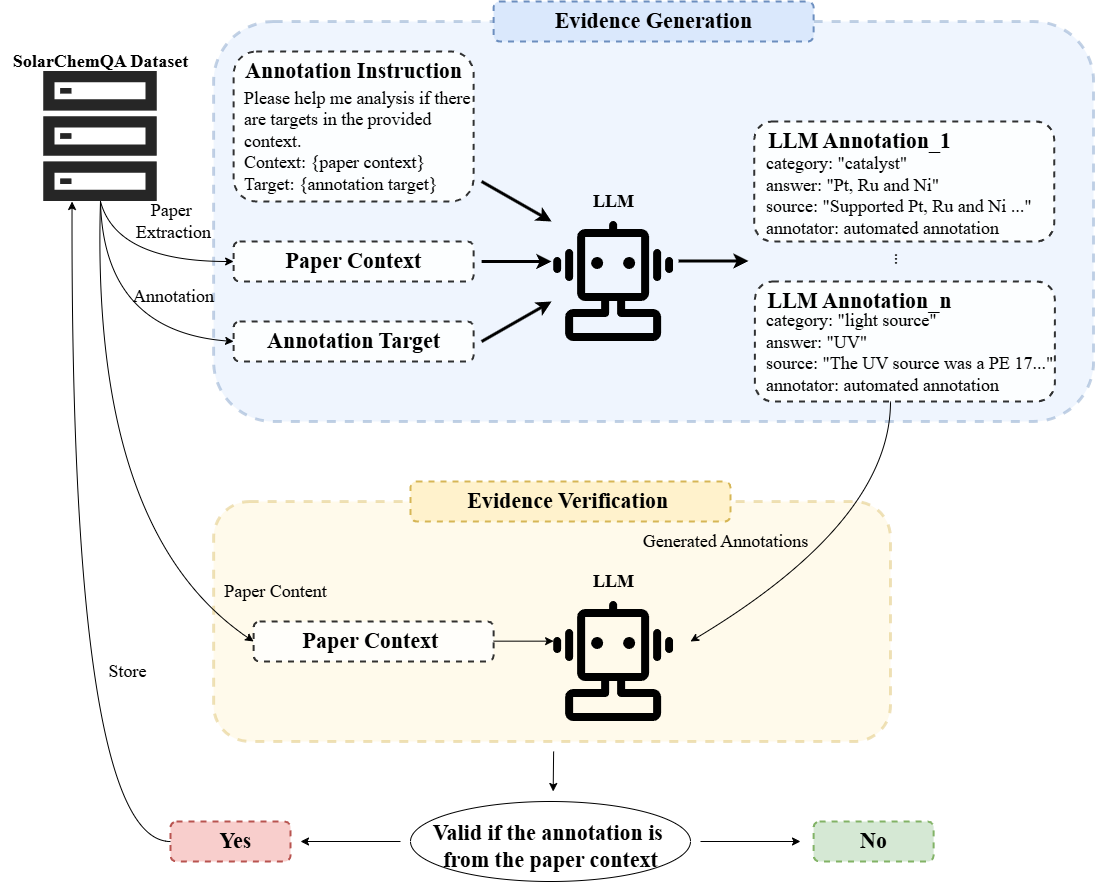 Evidence Generation
SolarChemQA Dataset
Annotation Instruction
Please help me analysis if there
are targets in the provided
context.
Context: {paper context}
Target: {annotation target}
LLM Annotation_1
category: "catalyst"
answer: "Pt, Ru and Ni"
source: "Supported Pt, Ru and Ni ..."
annotator: automated annotation
...
LLM
Paper
Extraction
Paper Context
Annotation
Annotation Target
LLM Annotation_n
category: "light source"
answer: "UV"
source: "The UV source was a PE 17..."
annotator: automated annotation
Evidence Verification
Generated Annotations
LLM
Paper Content
Paper Context
Store
Valid if the annotation is
from the paper context
Yes
No